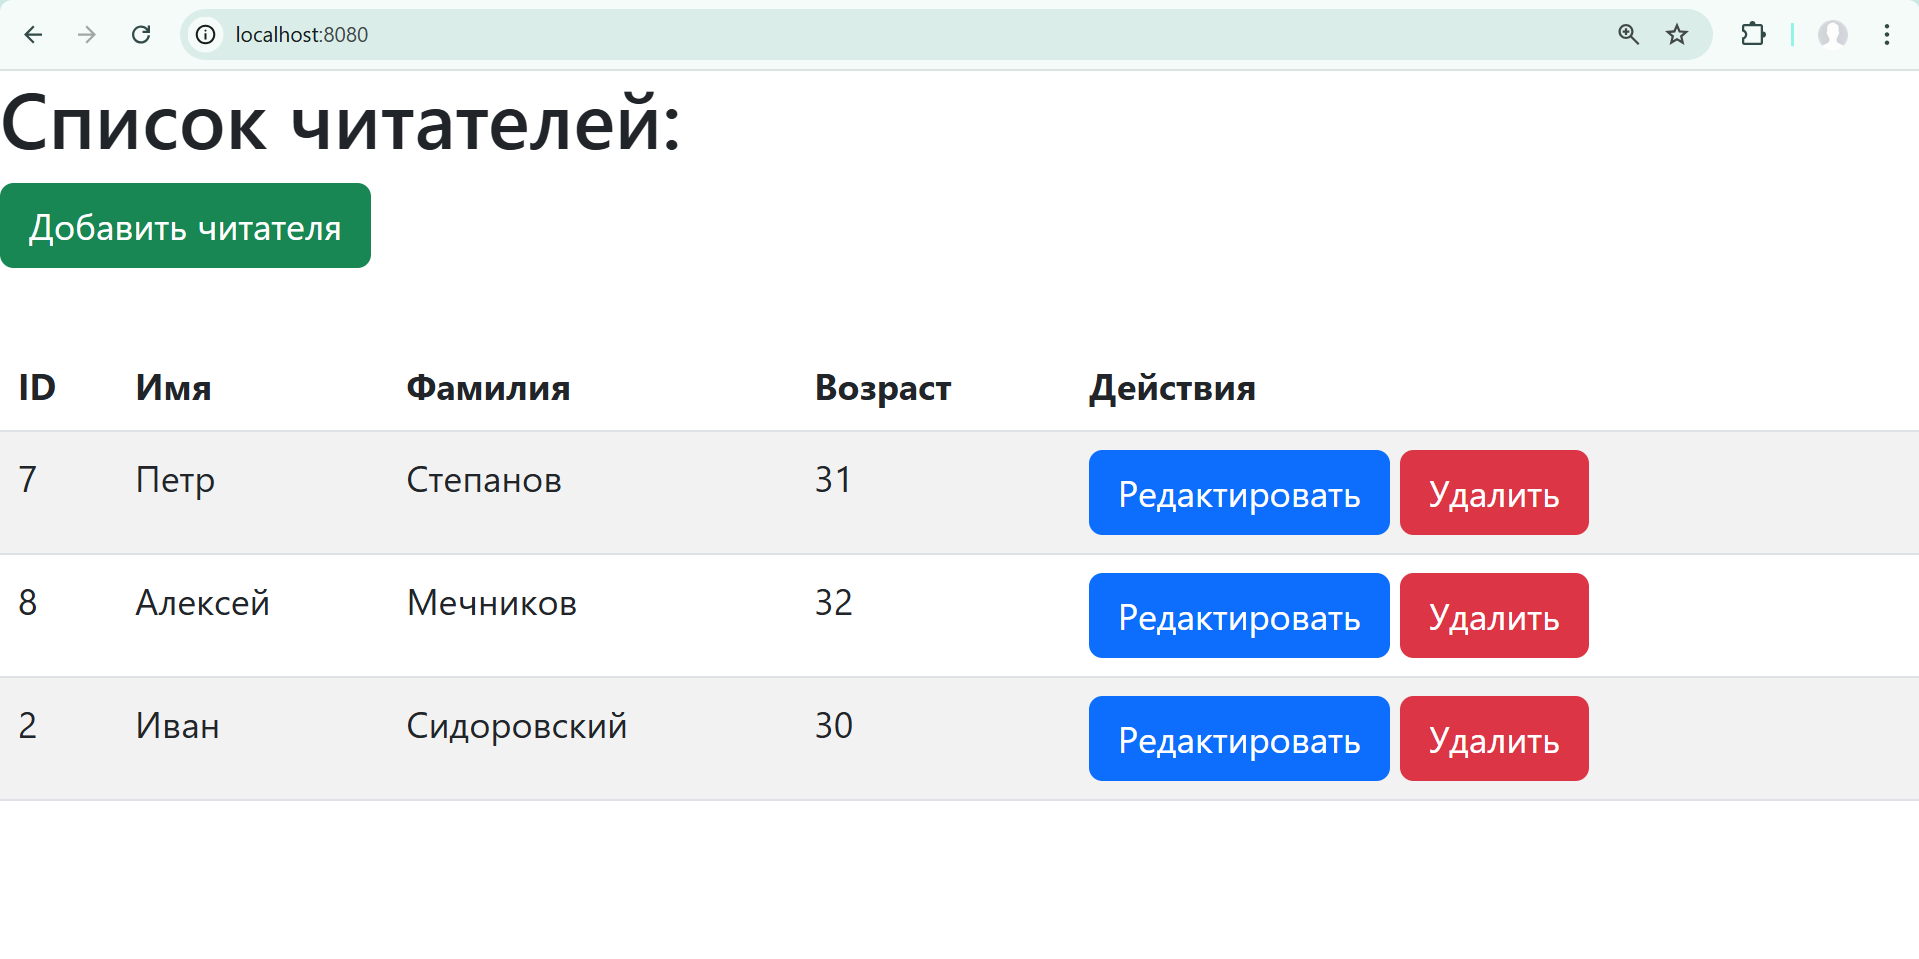 localhost:8080
Список читателей:
Добавить читателя
ID Имя Фамилия Возраст Действия
7 Петр Степанов 31 Редактировать Удалить
8 Алексей Мечников 32 Редактировать Удалить
2 Иван Сидоровский 30 Редактировать Удалить